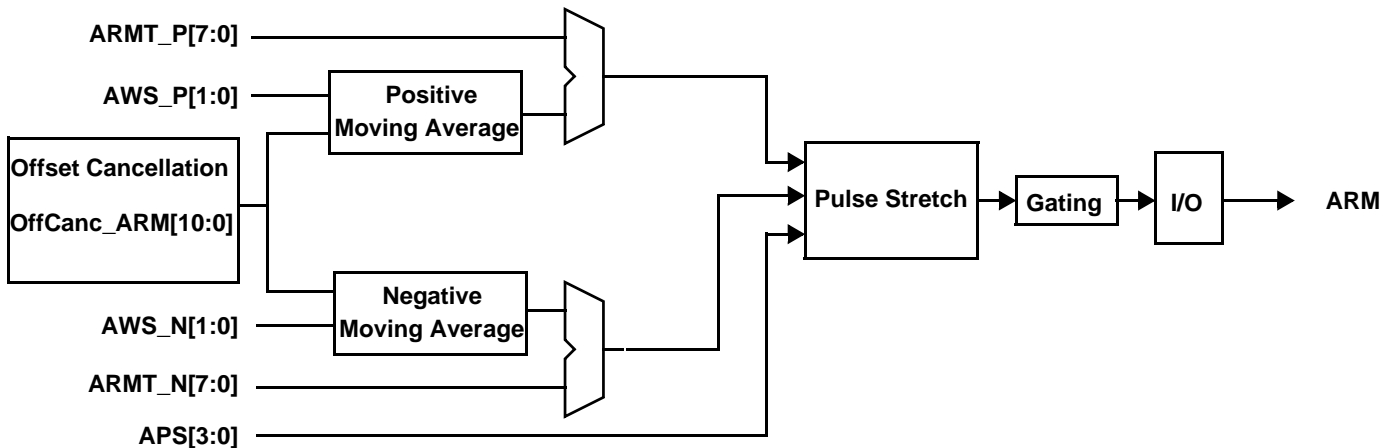 ARMT_P[7:0]
AWS_P[1:0]
Positive
Moving Average
Offset Cancellation
OffCanc_ARM[10:0]
Pulse Stretch
Gating
I/O
ARM
Negative
Moving Average
AWS_N[1:0]
ARMT_N[7:0]
APS[3:0]